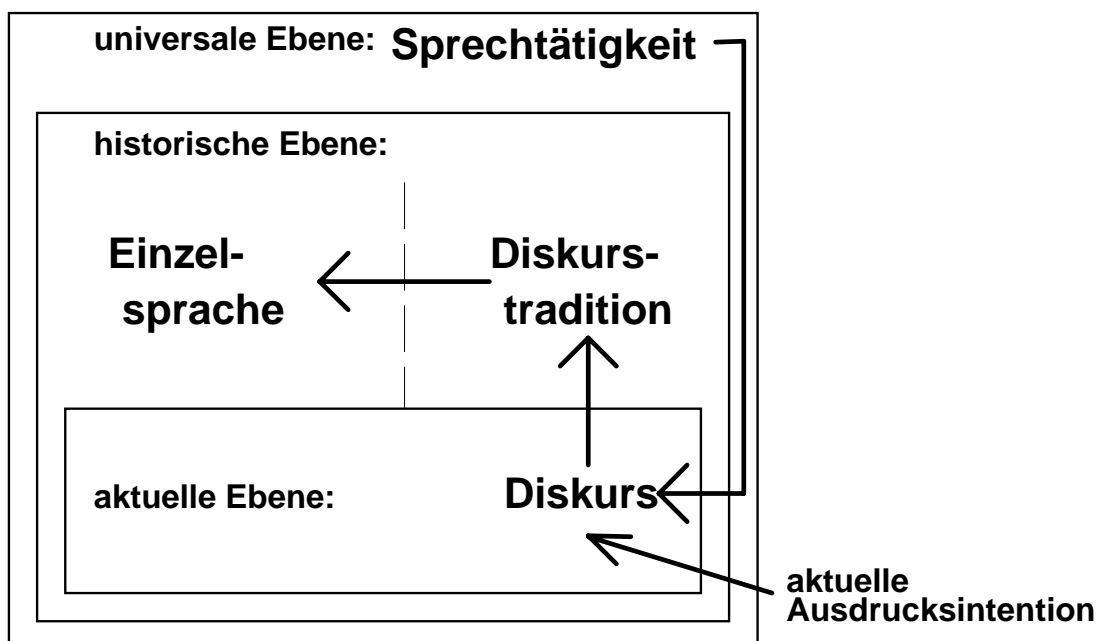 universale Ebene: Sprechtätigkeit
historische Ebene:
Einzel-
sprache
Diskurs-
tradition
aktuelle Ebene: Diskurs
aktuelle
Ausdrucksintention